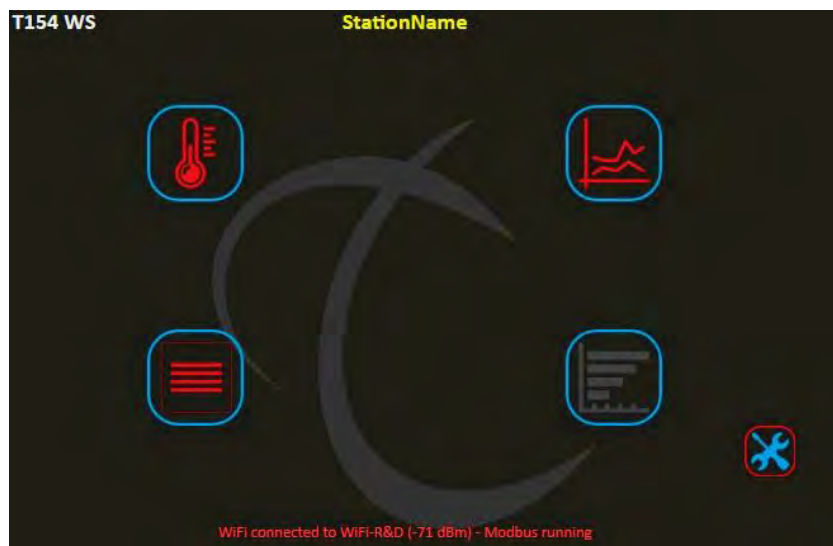 T154 WS
StationName
WiFi connected to WiFi-R&D (-71 dBm) - Modbus running